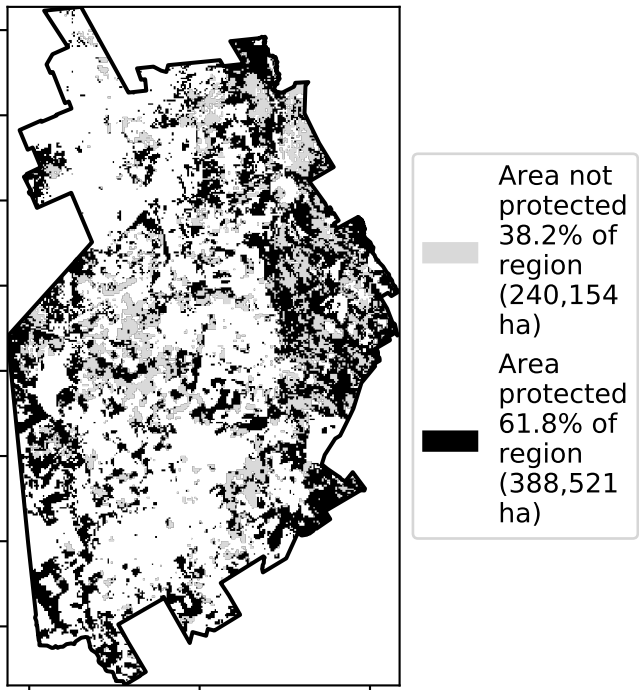 Area not
protected
38.2% of
region
(240,154
ha)
Area
protected
61.8% of
region
(388,521
ha)